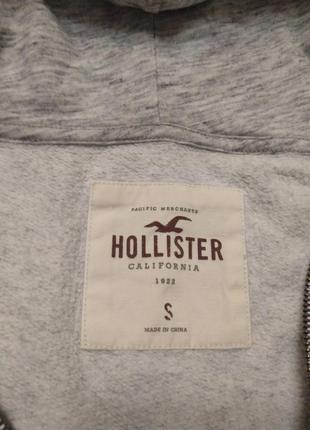 PACIFIC MERCHANTS
HOLLISTER
CALIFORNIA
1922
S
MADE IN CHINA